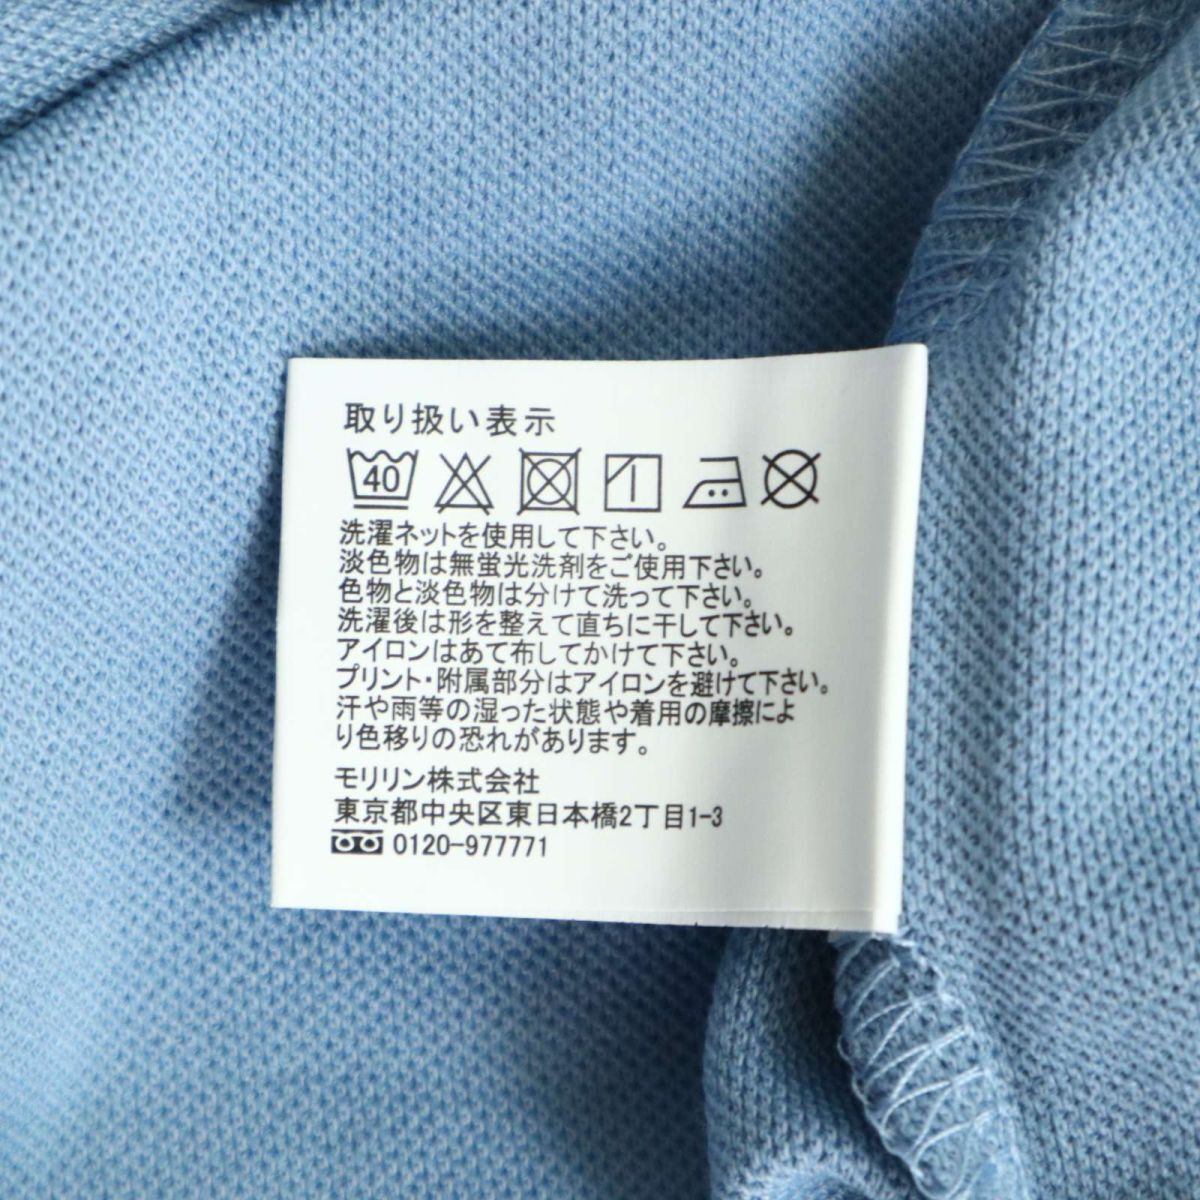 取り扱い表示
40
洗濯ネットを使用して下さい。
淡色物は無蛍光洗剤をご使用下さい。
色物と淡色物は分けて洗って下さい。
洗濯後は形を整えて直ちに干して下さい。
アイロンはあて布してかけて下さい。
プリント・附属部分はアイロンを避けて下さい。
汗や雨等の湿った状態や着用の摩擦によ
り色移りの恐れがあります。
モリリン株式会社
東京都中央区東日本橋2丁目1-3
0120-977771